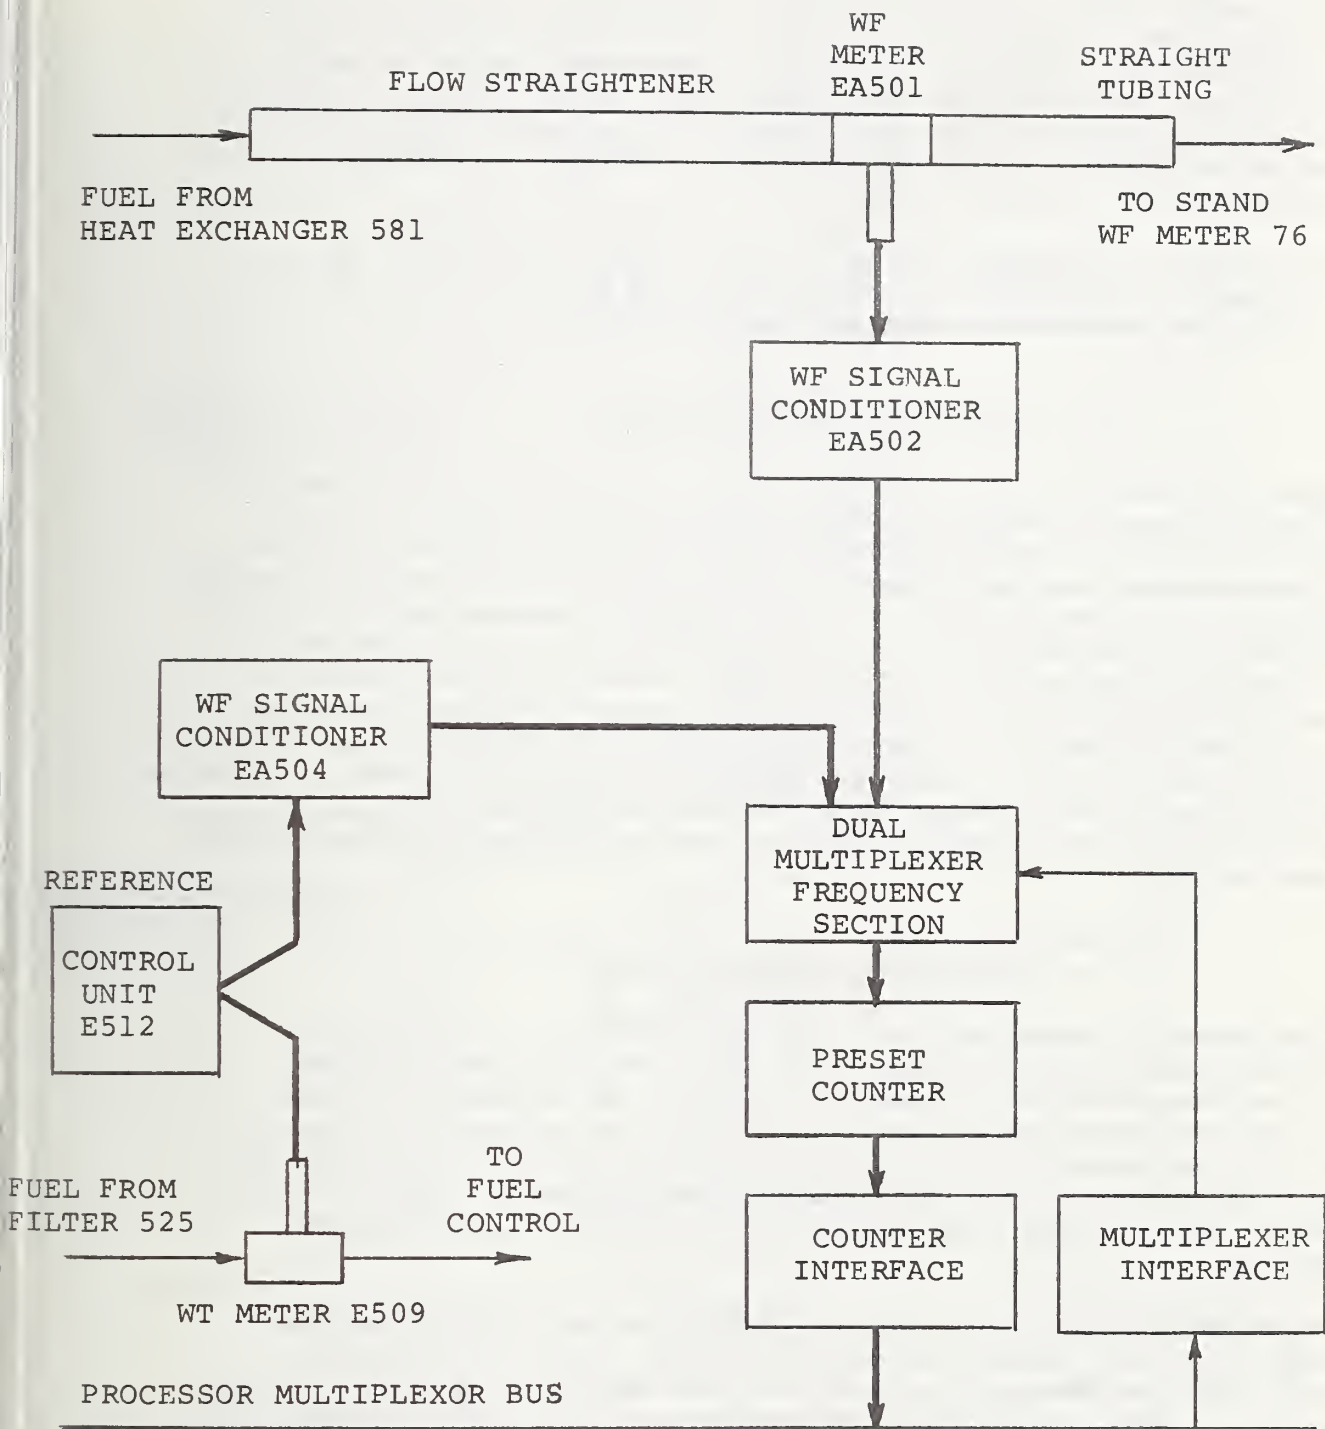 WF
METER
EA501
FLOW STRAIGHTENER
STRAIGHT
TUBING
FUEL FROM
HEAT EXCHANGER 581
TO STAND
WF METER 76
WF SIGNAL
CONDITIONER
EA502
WF SIGNAL
CONDITIONER
EA504
REFERENCE
CONTROL
UNIT
E512
DUAL
MULTIPLEXER
FREQUENCY
SECTION
PRESET
COUNTER
FUEL FROM
FILTER 525
TO
FUEL
CONTROL
WT METER E509
COUNTER
INTERFACE
MULTIPLEXER
INTERFACE
PROCESSOR MULTIPLEXOR BUS